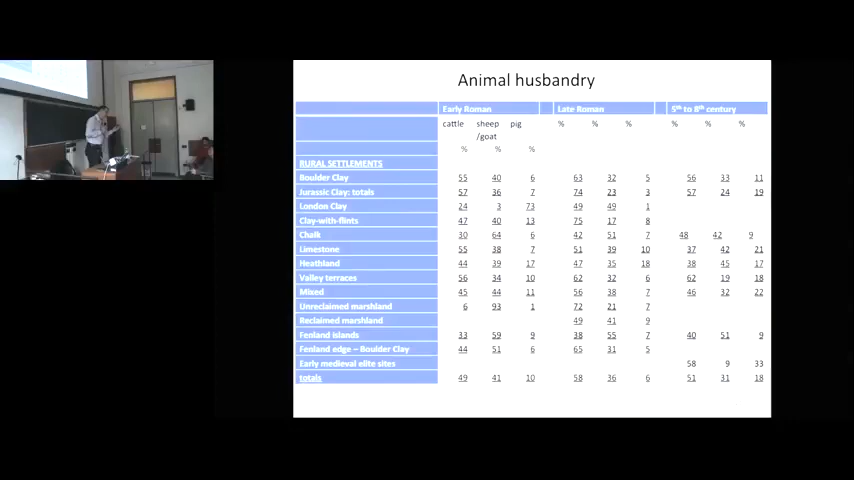 Animal husbandry
Early Roman Late Roman 5th to 8th century
cattle sheep pig % % % % % %
/goat
% % %
RURAL SETTLEMENTS
Boulder Clay 55 40 6 63 32 5 56 33 11
Jurassic Clay: totals 57 36 7 74 23 3 57 24 19
London Clay 24 3 73 49 49 1
Clay-with-flints 47 40 13 75 17 8
Chalk 30 64 6 42 51 7 48 42 9
Limestone 55 38 7 51 39 10 37 42 21
Heathland 44 39 17 47 35 18 38 45 17
Valley terraces 56 34 10 62 32 6 62 19 18
Mixed 45 44 11 56 38 7 46 32 22
Unreclaimed marshland 6 93 1 72 21 7
Reclaimed marshland 49 41 9
Fenland islands 33 59 9 38 55 7 40 51 9
Fenland edge – Boulder Clay 44 51 6 65 31 5
Early medieval elite sites 58 9 33
totals 49 41 10 58 36 6 51 31 18